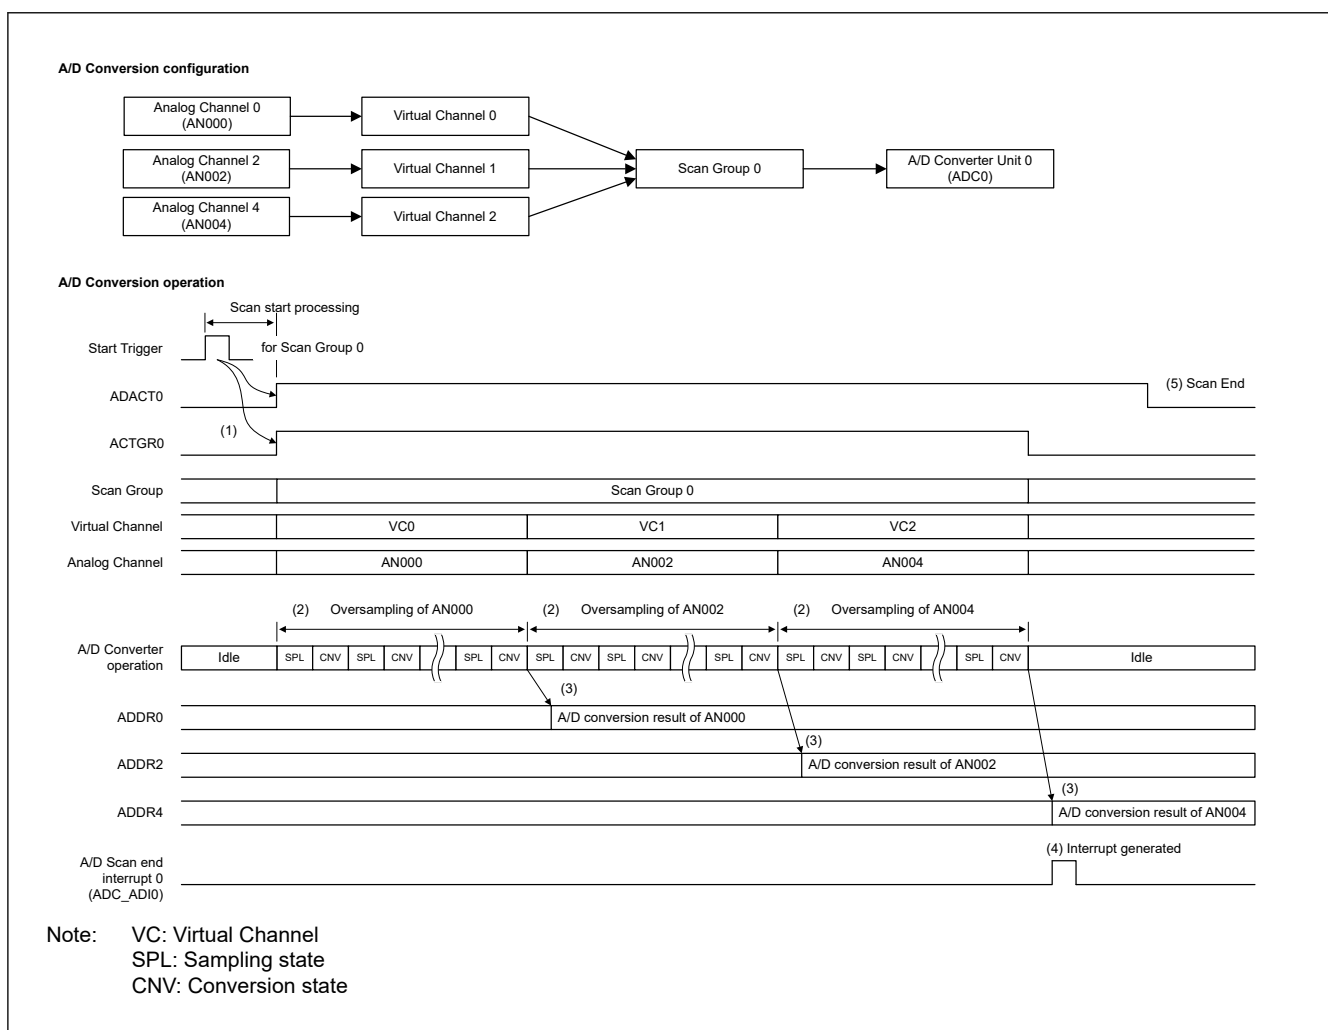 A/D Conversion configuration
Analog Channel 0
(AN000)
Virtual Channel 0
Analog Channel 2
(AN002)
Virtual Channel 1
Scan Group 0
A/D Converter Unit 0
(ADC0)
Analog Channel 4
(AN004)
Virtual Channel 2
A/D Conversion operation
Scan start processing
Start Trigger
for Scan Group 0
ADACT0
(5) Scan End
(1)
ACTGR0
Scan Group
Scan Group 0
Virtual Channel
VC0
VC1
VC2
Analog Channel
AN000
AN002
AN004
(2) Oversampling of AN000
(2) Oversampling of AN002
(2) Oversampling of AN004
A/D Converter
operation
Idle
SPL CNV SPL CNV SPL CNV SPL CNV SPL CNV SPL CNV SPL CNV SPL CNV SPL CNV
Idle
(3)
ADDR0
A/D conversion result of AN000
(3)
ADDR2
A/D conversion result of AN002
(3)
ADDR4
A/D conversion result of AN004
(4) Interrupt generated
A/D Scan end
interrupt 0
(ADC_ADI0)
Note: VC: Virtual Channel
SPL: Sampling state
CNV: Conversion state